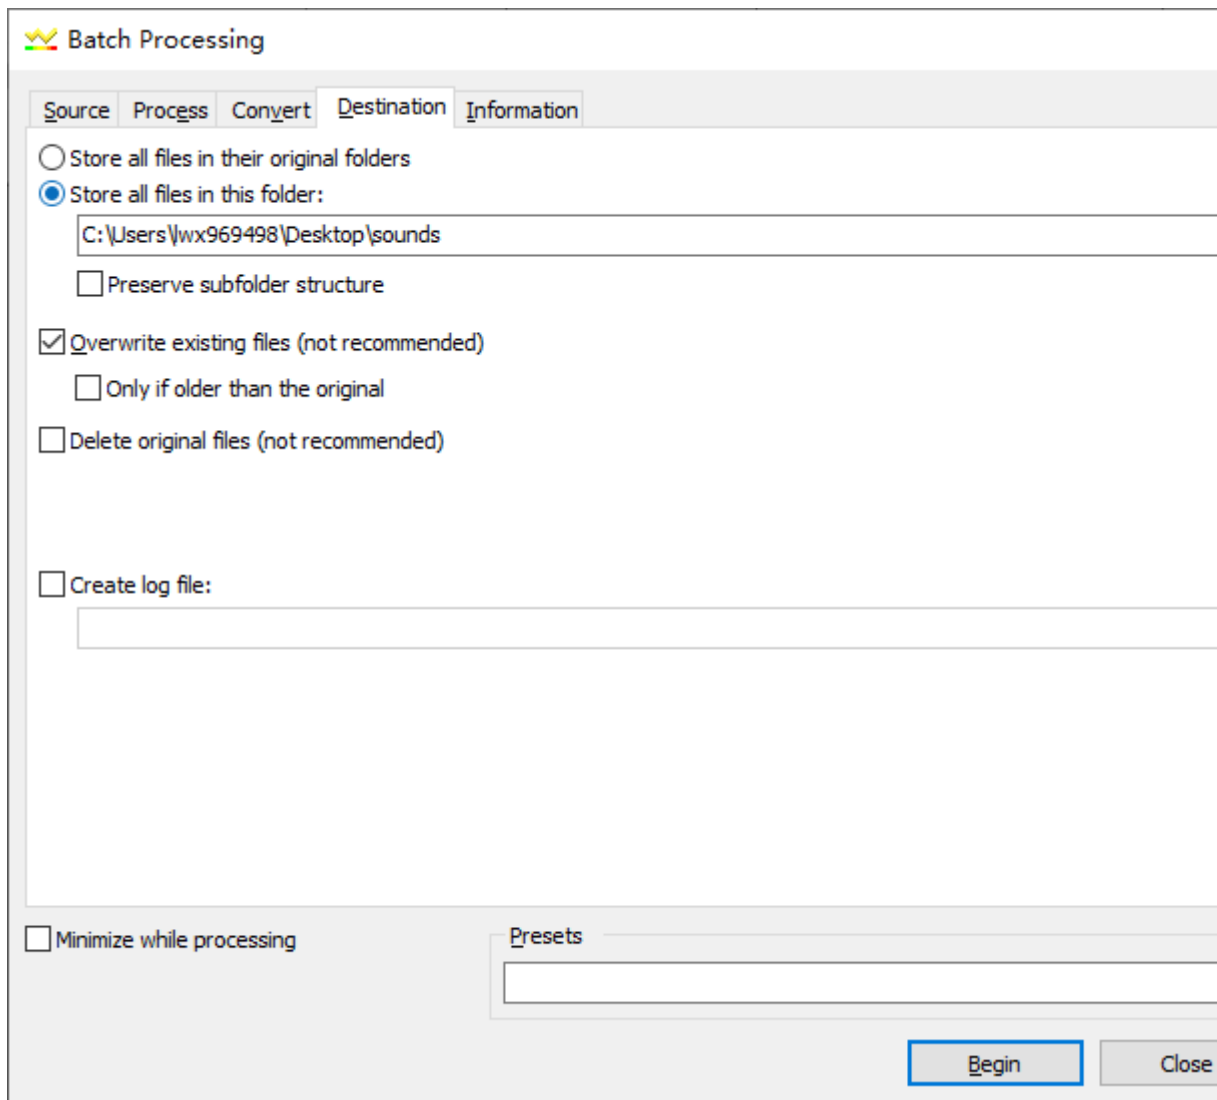 Batch Processing
Source Process Convert Destination Information
Store all files in their original folders
Store all files in this folder:
C:\Users\lwx969498\Desktop\sounds
Preserve subfolder structure
Overwrite existing files (not recommended)
Only if older than the original
Delete original files (not recommended)
Create log file:
Minimize while processing
Presets
Begin Close